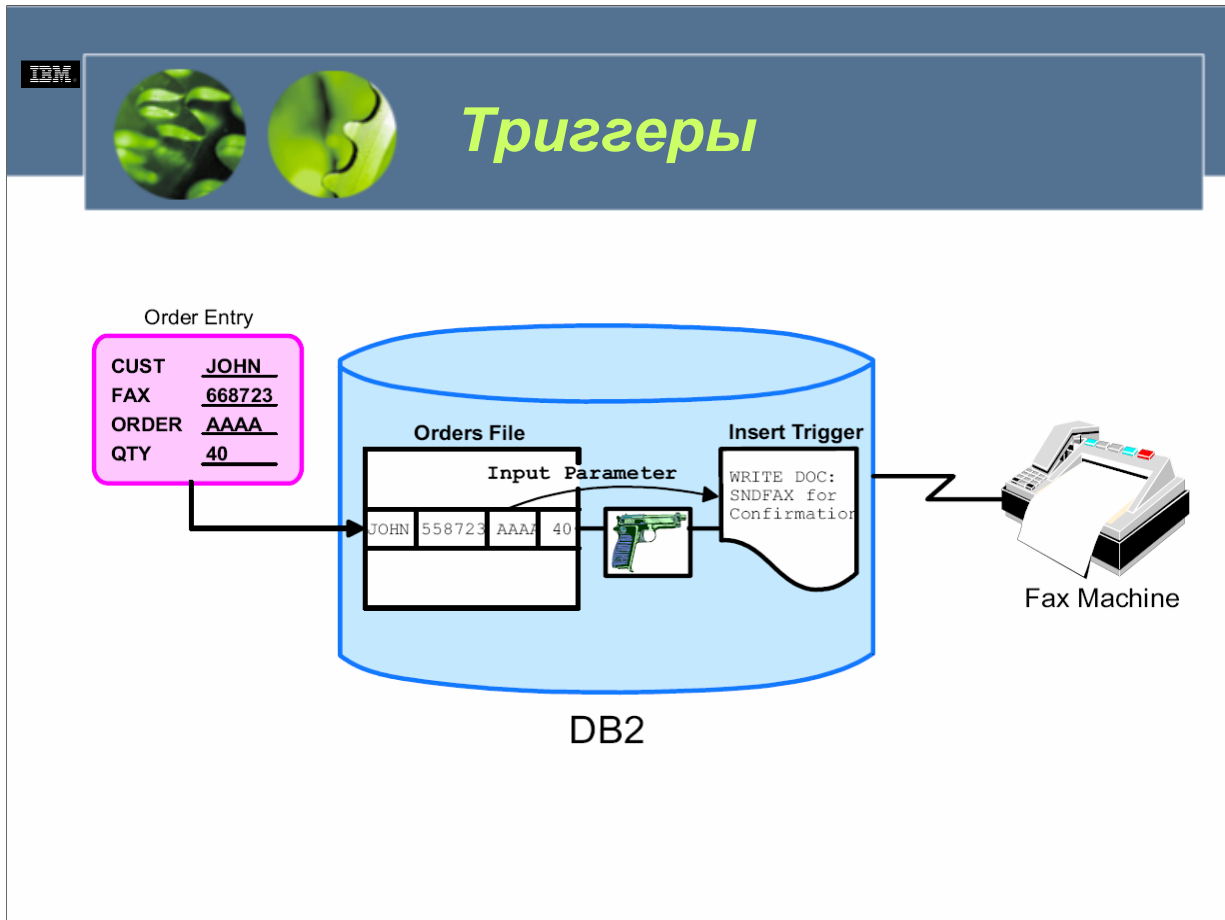 IBM
Триггеры
Order Entry
CUST JOHN
FAX 668723
ORDER AAAA
QTY 40
Orders File
Insert Trigger
Input Parameter
WRITE DOC:
SNDFAX for
Confirmation
JOHN 558723 AAAA 40
Fax Machine
DB2